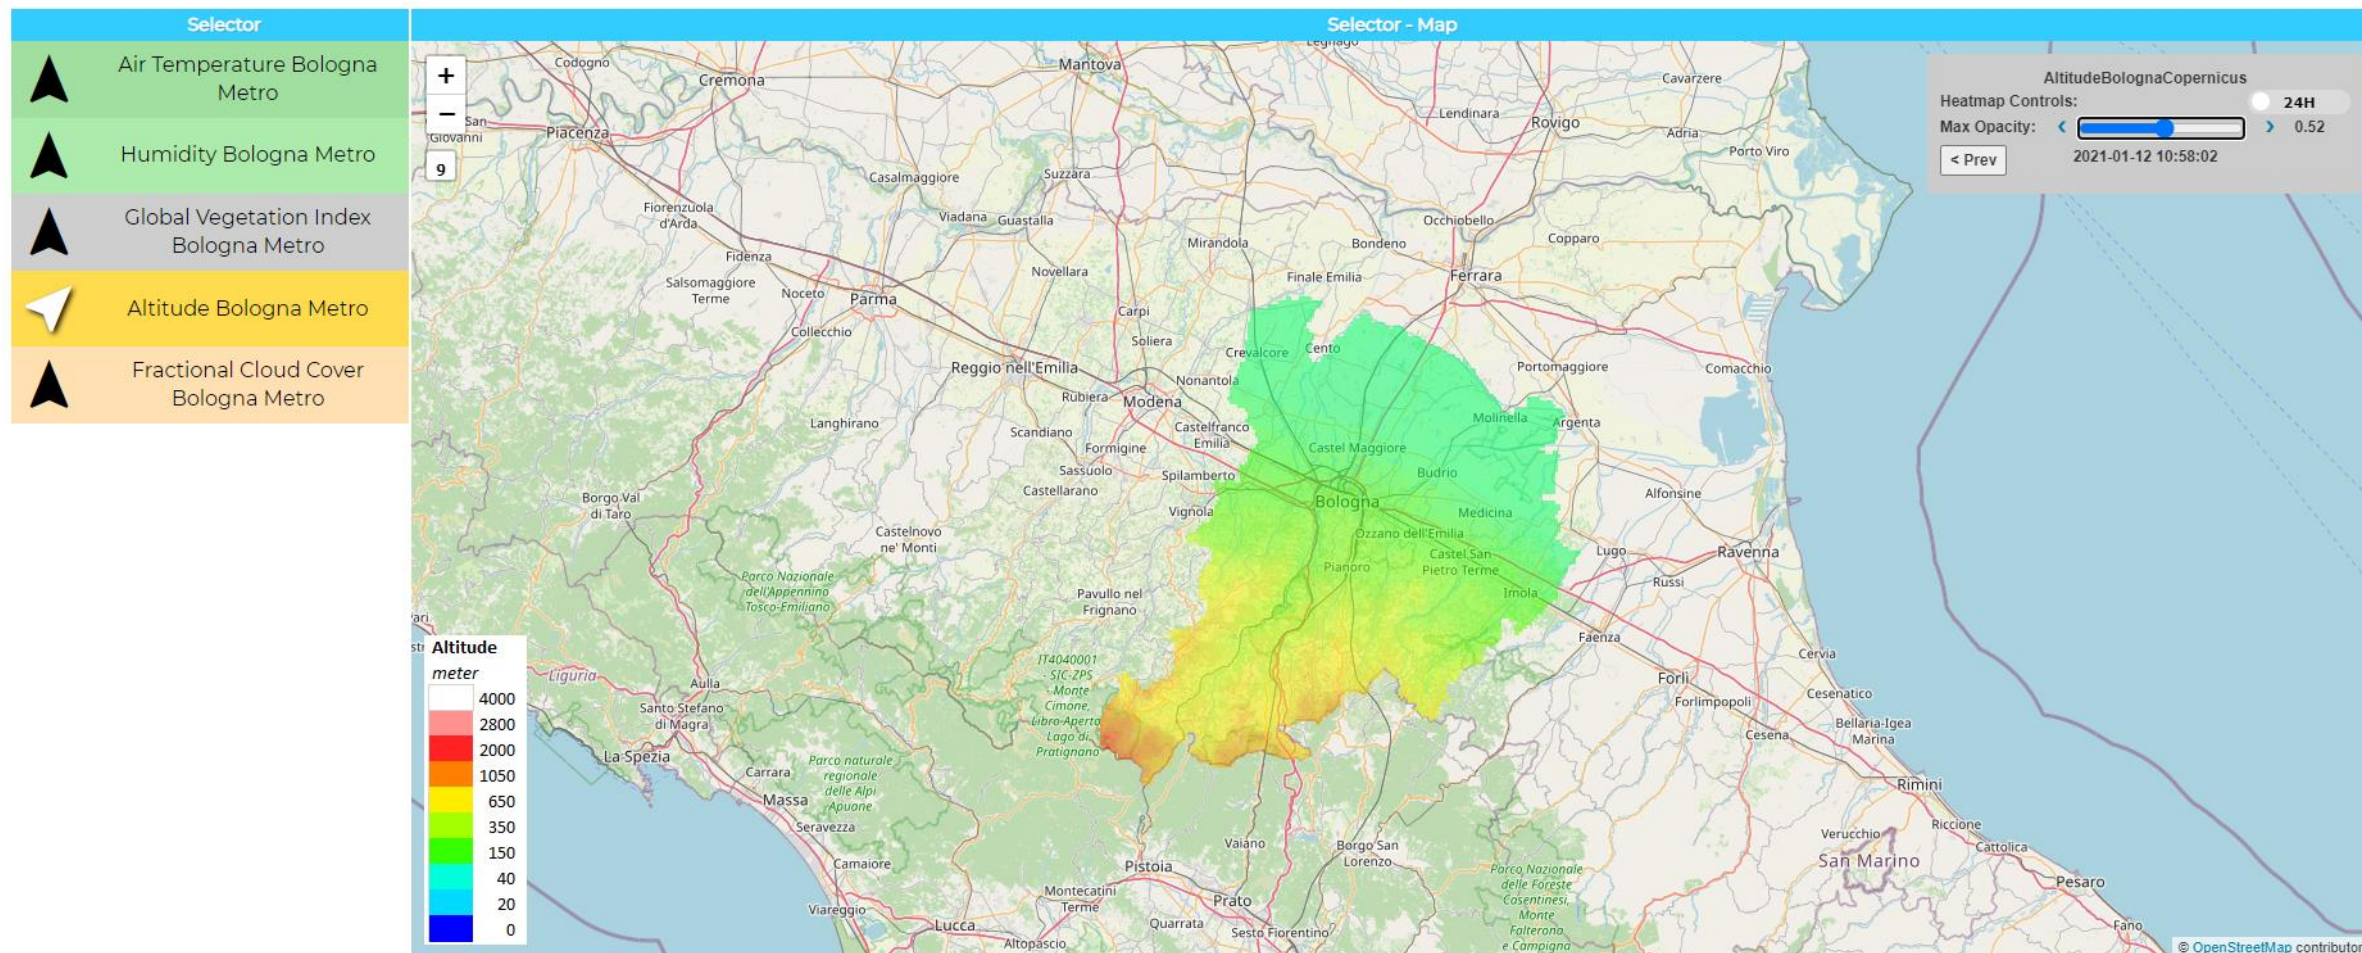 Selector
Selector - Map
Air Temperature Bologna
Metro
Humidity Bologna Metro
Global Vegetation Index
Bologna Metro
Altitude Bologna Metro
Fractional Cloud Cover
Bologna Metro
+
−
9
AltitudeBolognaCopernicus
Heatmap Controls:
24H
Max Opacity:
0.52
< Prev
2021-01-12 10:58:02
Legnago
Codogno
Cremona
Mantova
Cavarzere
San
Giovanni
Piacenza
Lendinara
Rovigo
Adria
Porto Viro
Casalmaggiore
Suzzara
Fiorenzuola
d'Arda
Viadana
Guastalla
Occhiobello
Mirandola
Bondeno
Copparo
Fidenza
Salsomaggiore
Terme
Noceto
Parma
Novellara
Finale Emilia
Ferrara
Collecchio
Carpi
Soliera
Crevalcore
Cento
Reggio nell'Emilia
Portomaggiore
Comacchio
Nonantola
Rubiera
Modena
Langhirano
Scandiano
Castelfranco
Emilia
Molinella
Argenta
Formigine
Castel Maggiore
Sassuolo
Spilamberto
Budrio
Castellarano
Alfonsine
Borgo Val
di Taro
Vignola
Bologna
Medicina
Castelnovo
ne' Monti
Ozzano dell'Emilia
Castel San
Pietro Terme
Lugo
Ravenna
Pianoro
Parco Nazionale
dell'Appennino
Tosco-Emiliano
Russi
Imola
Pavullo nel
Frignano
Faenza
Cervia
IT4040001
- SIC-ZPS
- Monte
Cimone,
Libro Aperto,
Lago di
Pratignano
Liguria
Aulla
Forlì
Cesenatico
Santo Stefano
di Magra
Forlimpopoli
Bellaria-Igea
Marina
Cesena
La Spezia
Carrara
Parco naturale
regionale
delle Alpi
Apuane
Massa
Rimini
Seravezza
Riccione
Verucchio
Cattolica
San Marino
Vaiano
Borgo San
Lorenzo
Camaiore
Pistoia
Parco Nazionale
delle Foreste
Casentinesi,
Monte
Falterona
e Campigna
Pesaro
Montecatini
Terme
Prato
Viareggio
Lucca
Quarrata
Sesto Fiorentino
Altopascio
Fano
Altitude
meter
4000
2800
2000
1050
650
350
150
40
20
0
© OpenStreetMap contributor